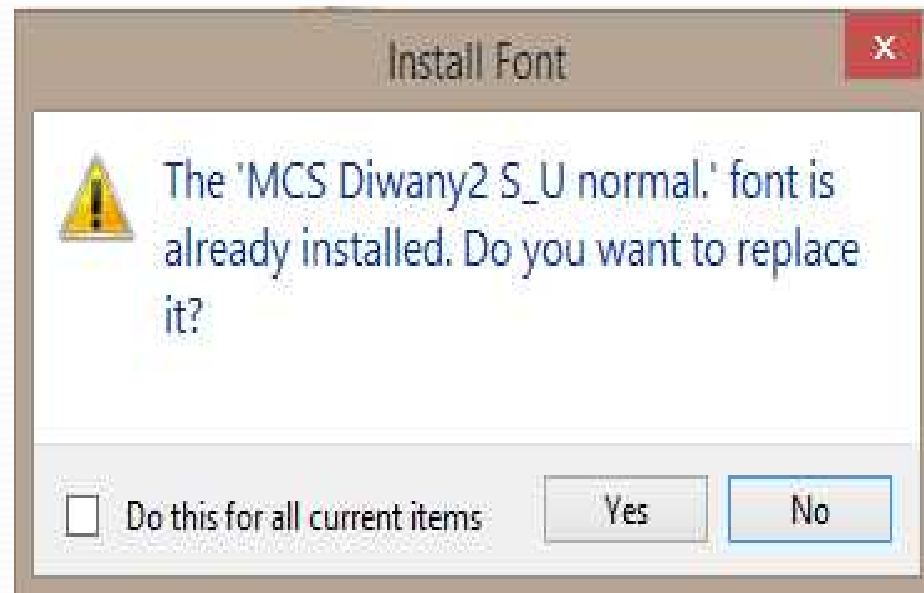 Install Font
x
The 'MCS Diwany2 S_U normal.' font is
already installed. Do you want to replace
it?
Do this for all current items
Yes
No